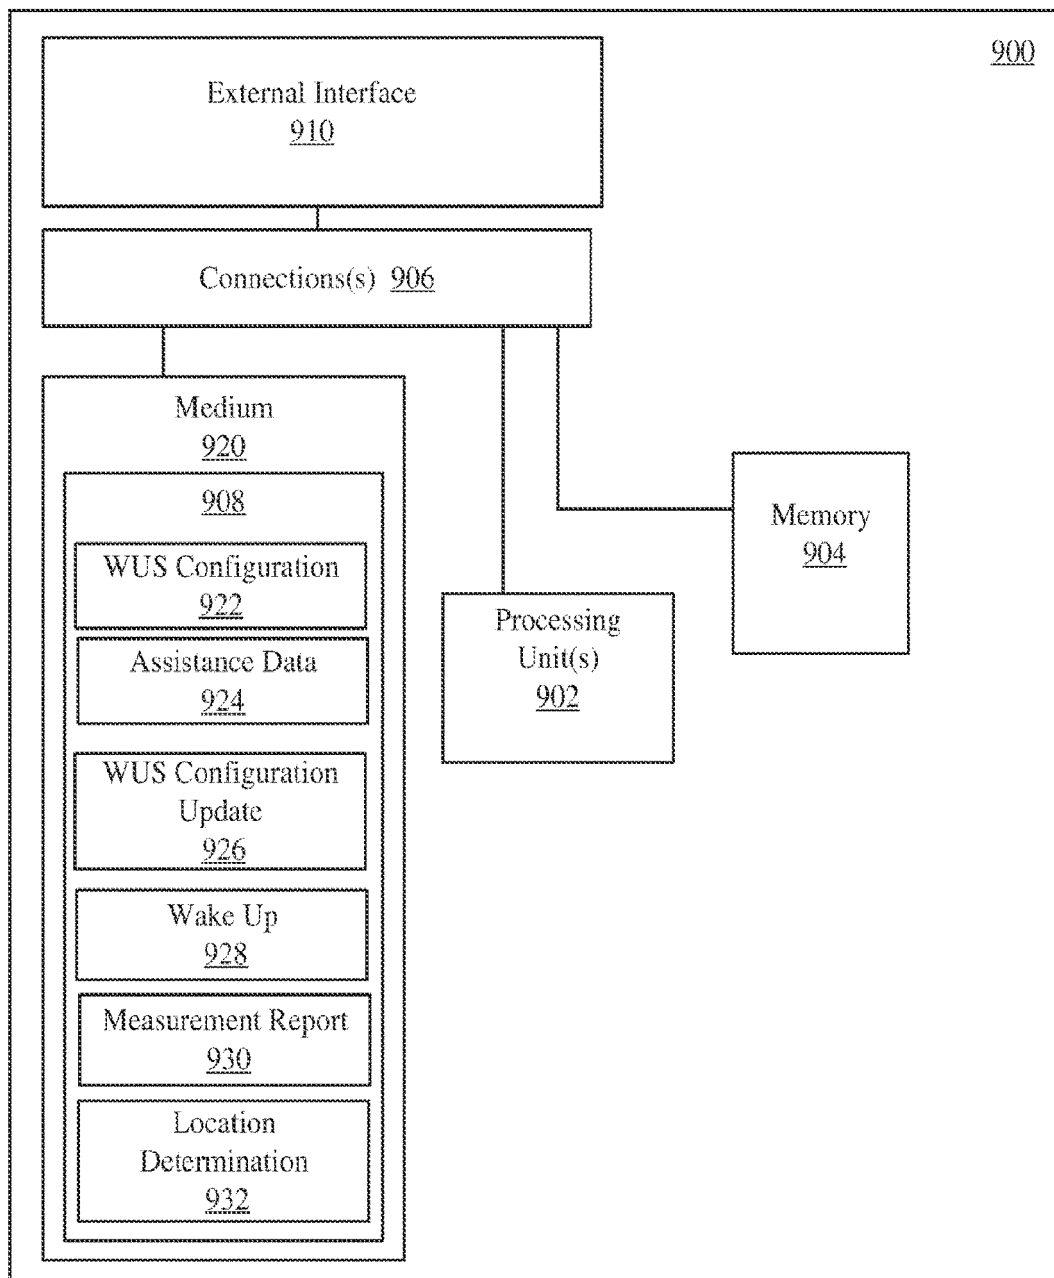 900
External Interface
910
Connections(s) 906
Medium
920
908
WUS Configuration
922
Assistance Data
924
WUS Configuration
Update
926
Wake Up
928
Measurement Report
930
Location
Determination
932
Processing
Unit(s)
902
Memory
904